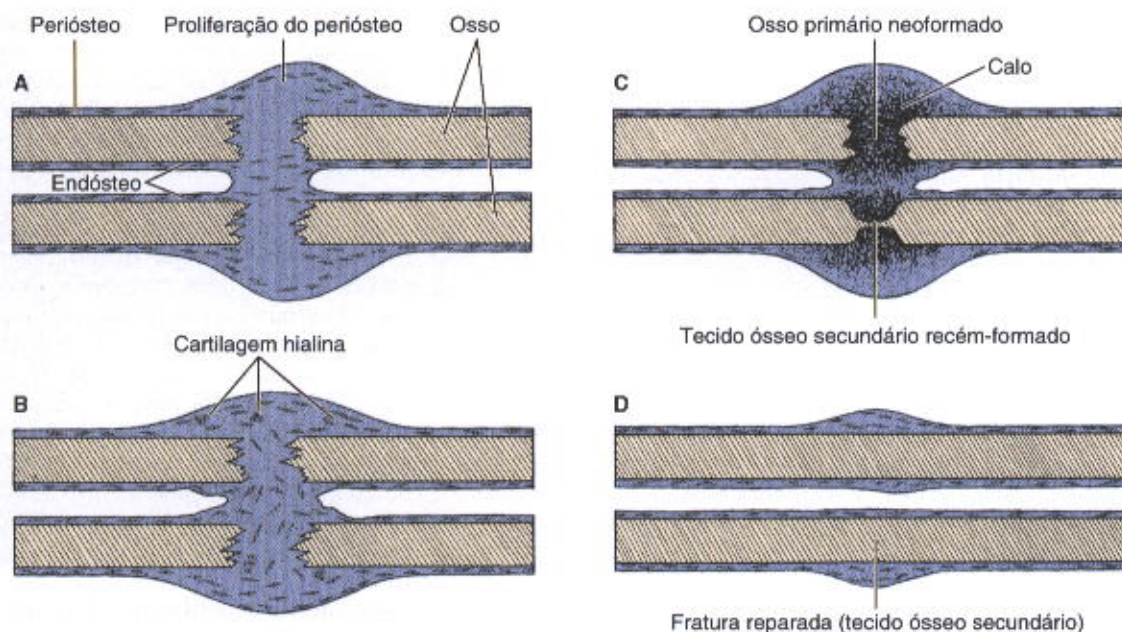 Periósteo
Proliferação do periósteo
Osso
A
Endósteo
Osso primário neoformado
Calo
C
Tecido ósseo secundário recém-formado
Cartilagem hialina
B
D
Fratura reparada (tecido ósseo secundário)